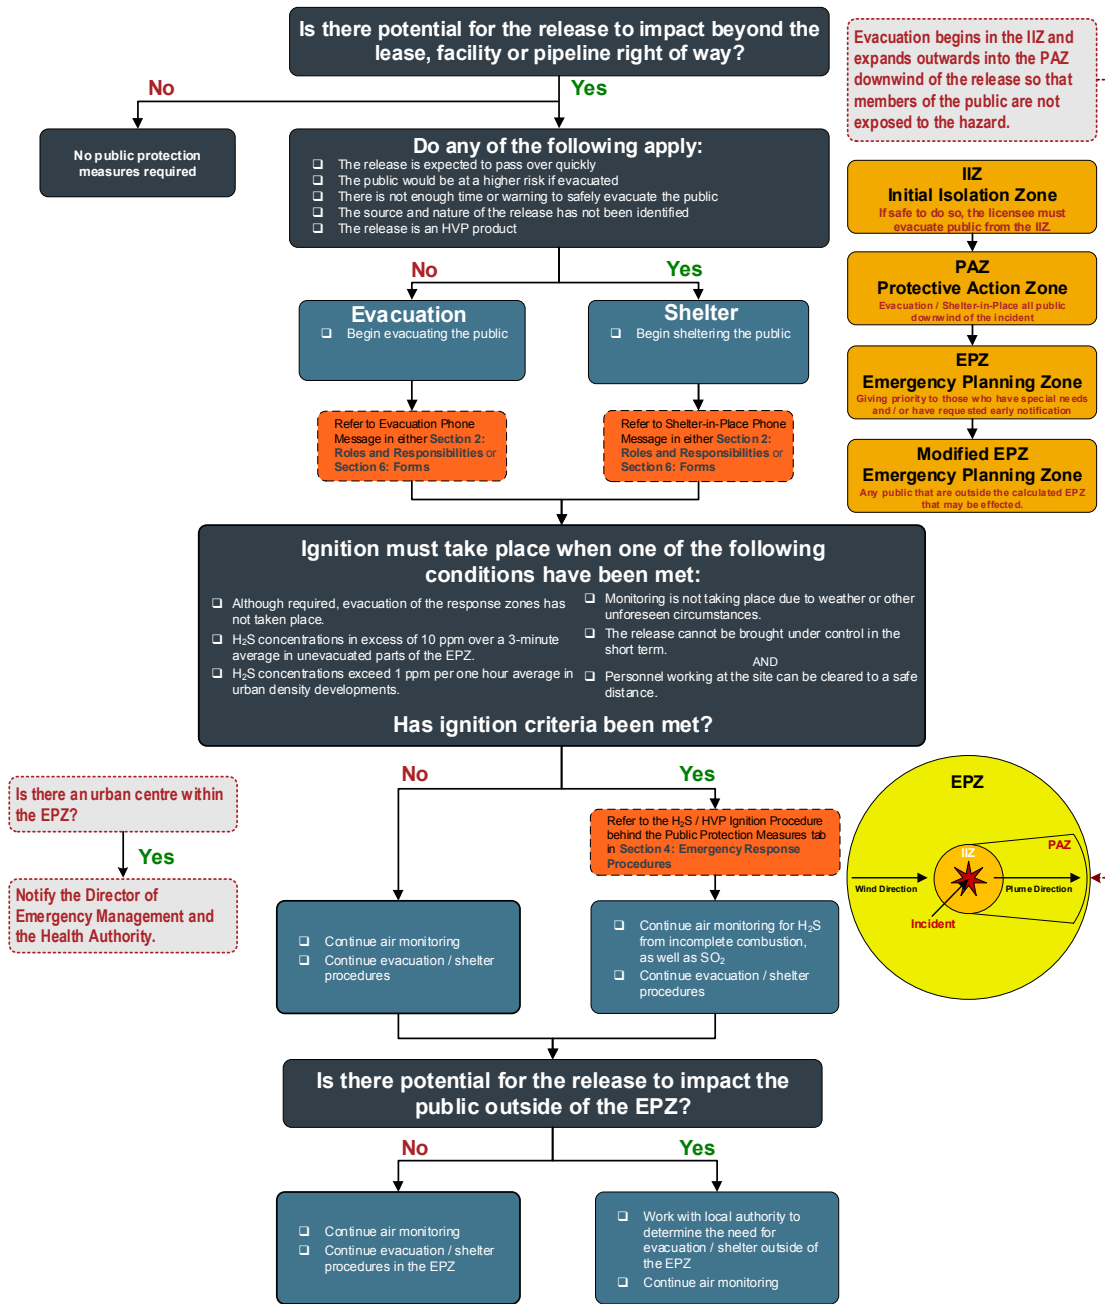 Is there potential for the release to impact beyond the
lease, facility or pipeline right of way?
Evacuation begins in the IIZ and
expands outwards into the PAZ
downwind of the release so that
members of the public are not
exposed to the hazard.
No
Yes
No public protection
measures required
Do any of the following apply:
❑ The release is expected to pass over quickly
❑ The public would be at a higher risk if evacuated
❑ There is not enough time or warning to safely evacuate the public
❑ The source and nature of the release has not been identified
❑ The release is an HVP product
IIZ
Initial Isolation Zone
If safe to do so, the licensee must
evacuate public from the IIZ.
PAZ
Protective Action Zone
Evacuation / Shelter-in-Place all public
downwind of the incident
EPZ
Emergency Planning Zone
Giving priority to those who have special needs
and / or have requested early notification
Modified EPZ
Emergency Planning Zone
Any public that are outside the calculated EPZ
that may be effected.
No
Yes
Evacuation
❑ Begin evacuating the public
Shelter
❑ Begin sheltering the public
Refer to Evacuation Phone
Message in either Section 2:
Roles and Responsibilities or
Section 6: Forms
Refer to Shelter-in-Place Phone
Message in either Section 2:
Roles and Responsibilities or
Section 6: Forms
Ignition must take place when one of the following
conditions have been met:
❑ Although required, evacuation of the response zones has
not taken place.
❑ H₂S concentrations in excess of 10 ppm over a 3-minute
average in unevacuated parts of the EPZ.
❑ H₂S concentrations exceed 1 ppm per one hour average in
urban density developments.
❑ Monitoring is not taking place due to weather or other
unforeseen circumstances.
❑ The release cannot be brought under control in the
short term.
AND
❑ Personnel working at the site can be cleared to a safe
distance.
Has ignition criteria been met?
No
Yes
Is there an urban centre within
the EPZ?
Yes
Notify the Director of
Emergency Management and
the Health Authority.
Refer to the H₂S / HVP Ignition Procedure
behind the Public Protection Measures tab
in Section 4: Emergency Response
Procedures
❑ Continue air monitoring
❑ Continue evacuation / shelter
procedures
❑ Continue air monitoring for H₂S
from incomplete combustion,
as well as SO₂
❑ Continue evacuation / shelter
procedures
EPZ
PAZ
IIZ
Wind Direction
Plume Direction
Incident
Is there potential for the release to impact the
public outside of the EPZ?
No
Yes
❑ Continue air monitoring
❑ Continue evacuation / shelter
procedures in the EPZ
❑ Work with local authority to
determine the need for
evacuation / shelter outside of
the EPZ
❑ Continue air monitoring